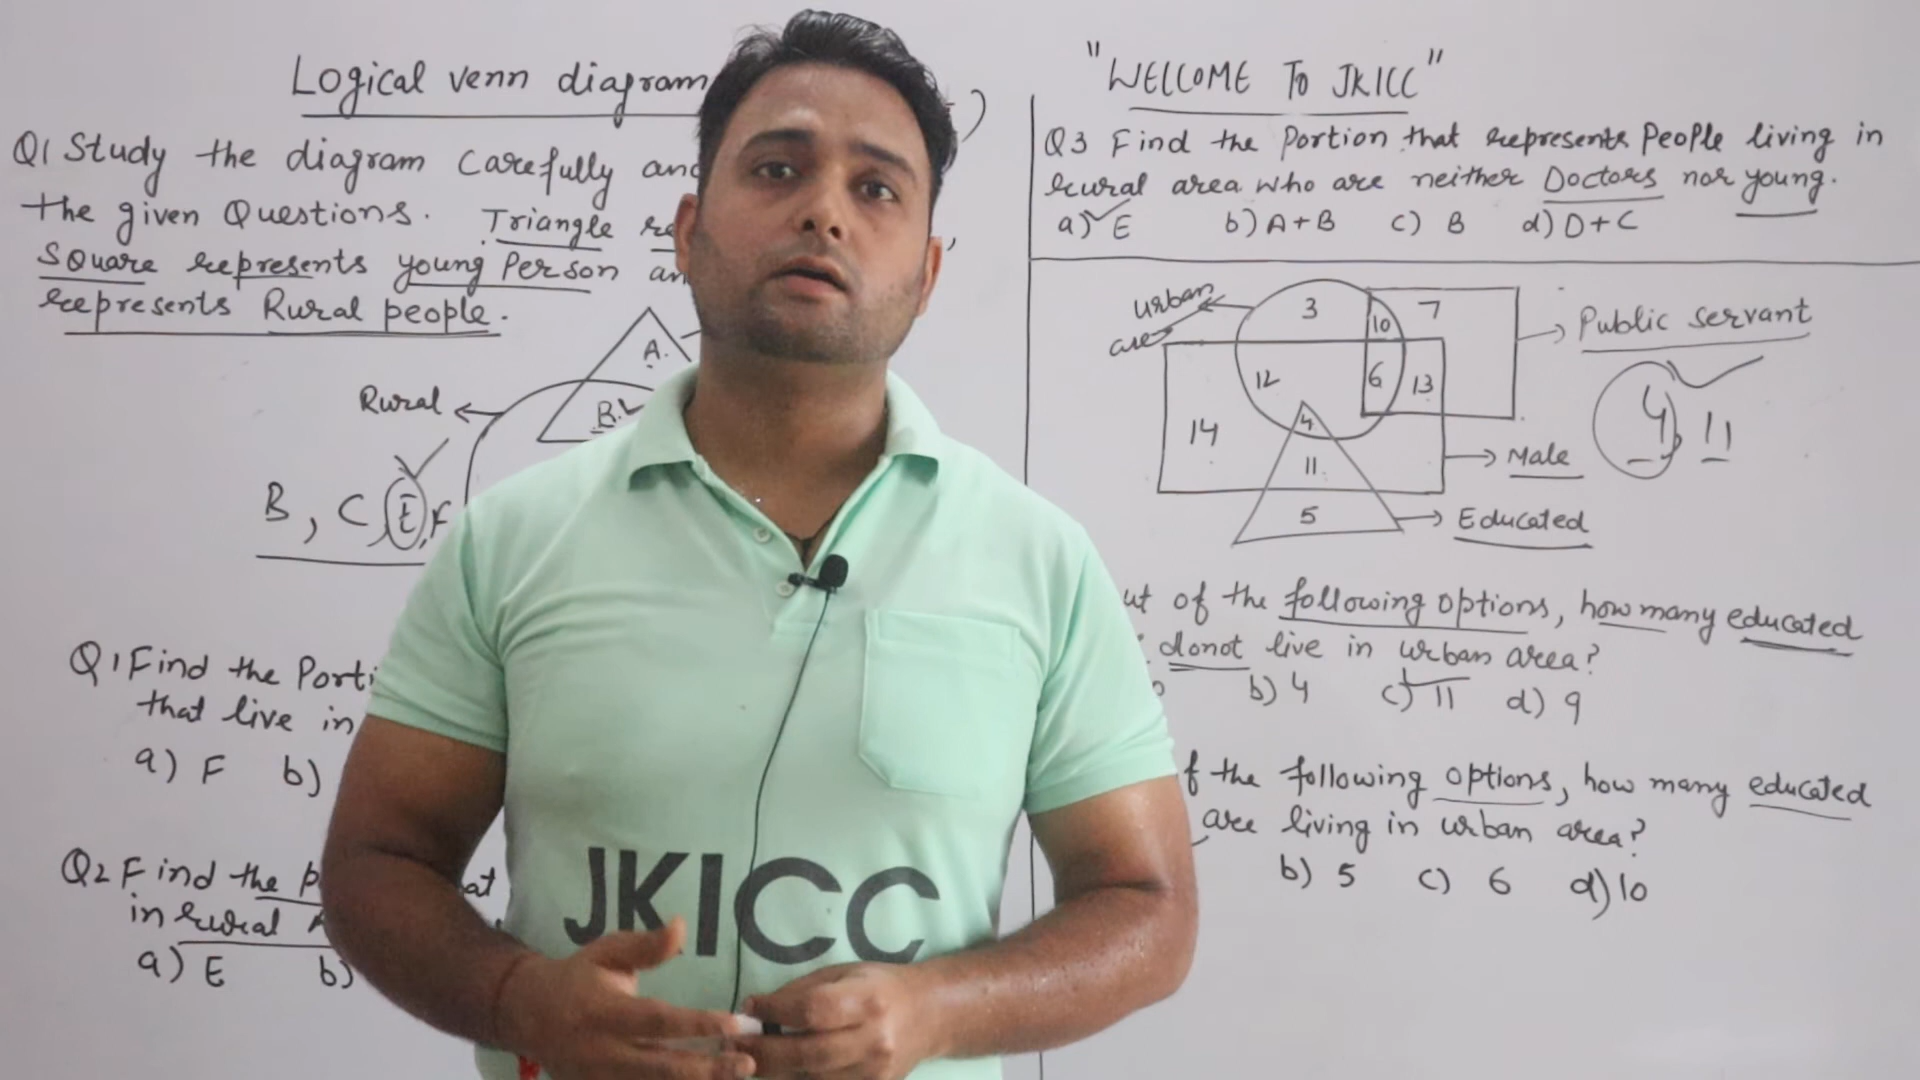 Logical venn diagram
Q1 Study the diagram carefully and
the given Questions. Triangle
Square represents young Person
represents Rural people.
A.
Rural
B.
B, C, E, F
Q1 Find the
that live in
a) F b)
Q2 Find the
in rural
a) E b)
"WELCOME To JKICC"
Q3 Find the Portion that represents People living in
rural area who are neither Doctors nor young.
a) E b) A+B c) B d) D+C
urban
area
3 10 7
Public servant
12 6 13
14 4
11
Male
5
Educated
4, 11
of the following options, how many educated
donot live in urban area?
b) 4 c) 11 d) 9
the following options, how many educated
are living in urban area?
b) 5 c) 6 d) 10
JKICC